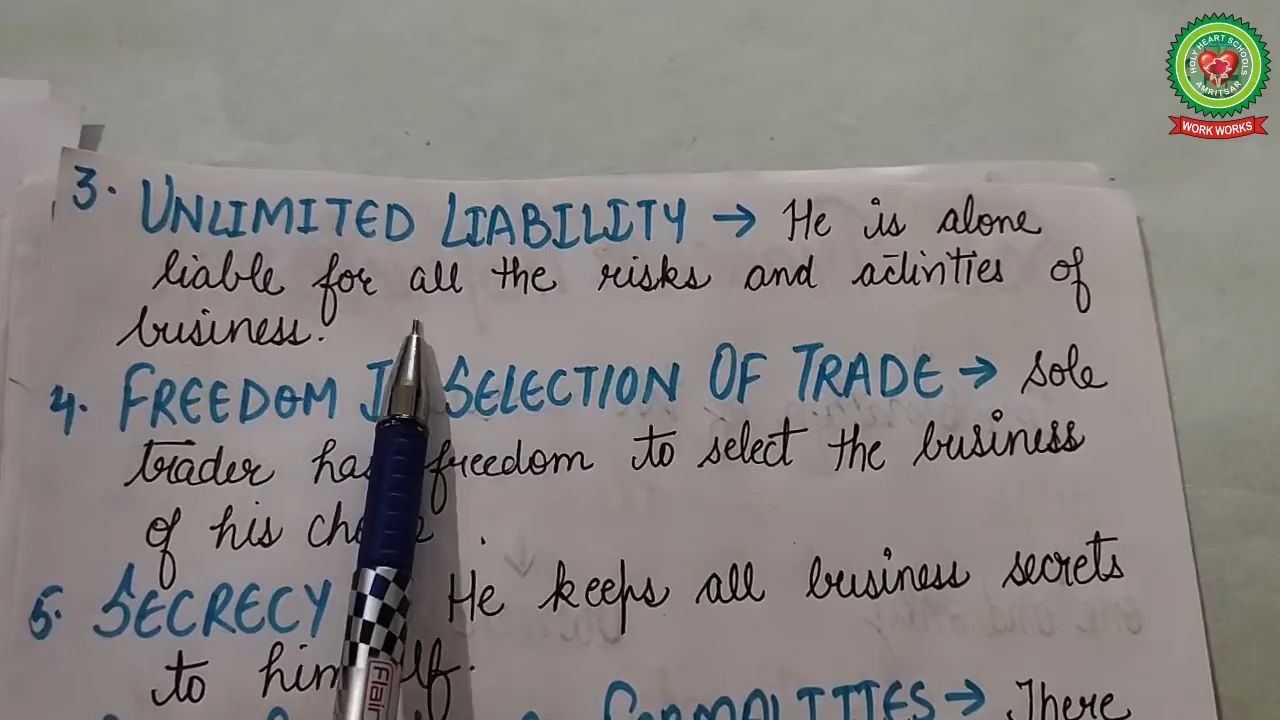 3. UNLIMITED LIABILITY → He is alone
liable for all the risks and activities of
business.
4. FREEDOM SELECTION OF TRADE → Sole
trader freedom to select the business
of his
5. SECRECY He keeps all business secrets
to
FORMALITIES → There
Flair
HOLY HEART SCHOOLS
AMRITSAR
WORK WORKS